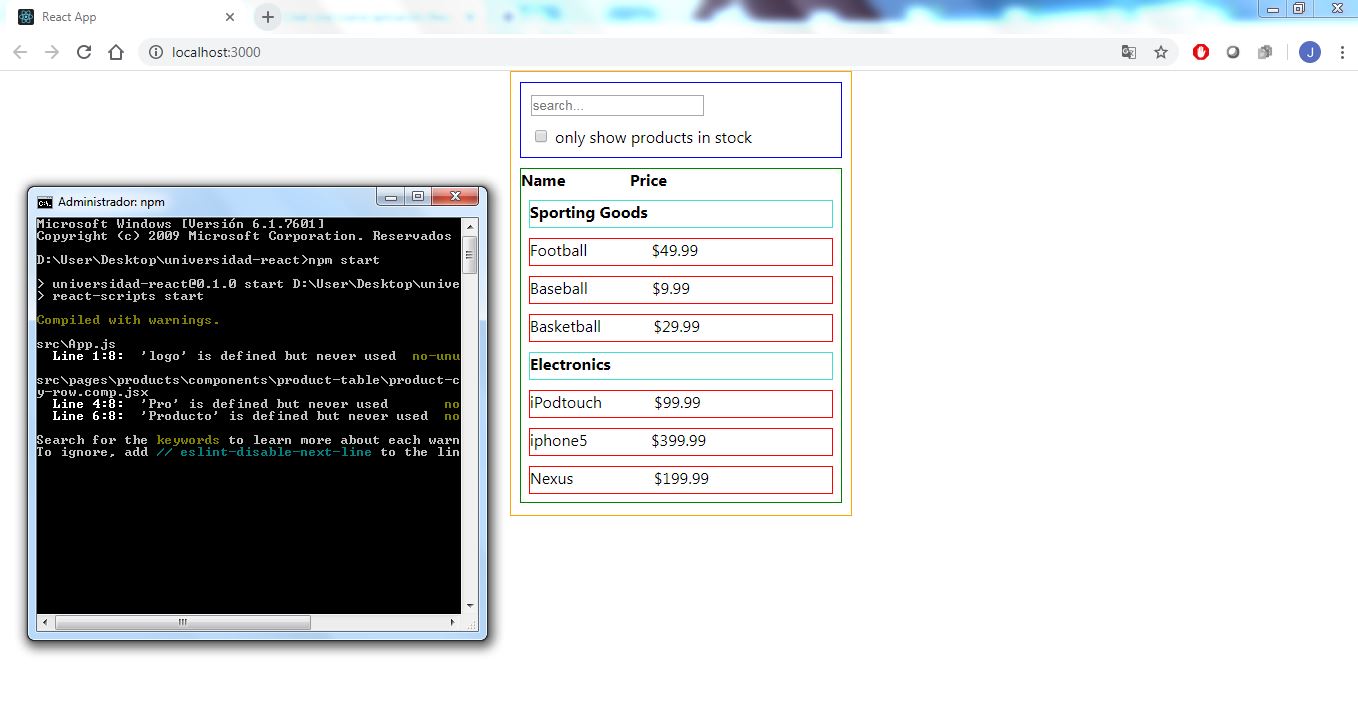 React App
localhost:3000
J
search...
only show products in stock
Name Price
Sporting Goods
Football $49.99
Baseball $9.99
Basketball $29.99
Electronics
iPodtouch $99.99
iphone5 $399.99
Nexus $199.99
Administrador: npm
Microsoft Windows [Versión 6.1.7601]
Copyright (c) 2009 Microsoft Corporation. Reservados
D:\User\Desktop\universidad-react>npm start
> universidad-react@0.1.0 start D:\User\Desktop\unive
> react-scripts start
Compiled with warnings.
src\App.js
Line 1:8: 'logo' is defined but never used no-unu
src\pages\products\components\product-table\product-c
y-row.comp.jsx
Line 4:8: 'Pro' is defined but never used no
Line 6:8: 'Producto' is defined but never used no
Search for the keywords to learn more about each warn
To ignore, add // eslint-disable-next-line to the lin